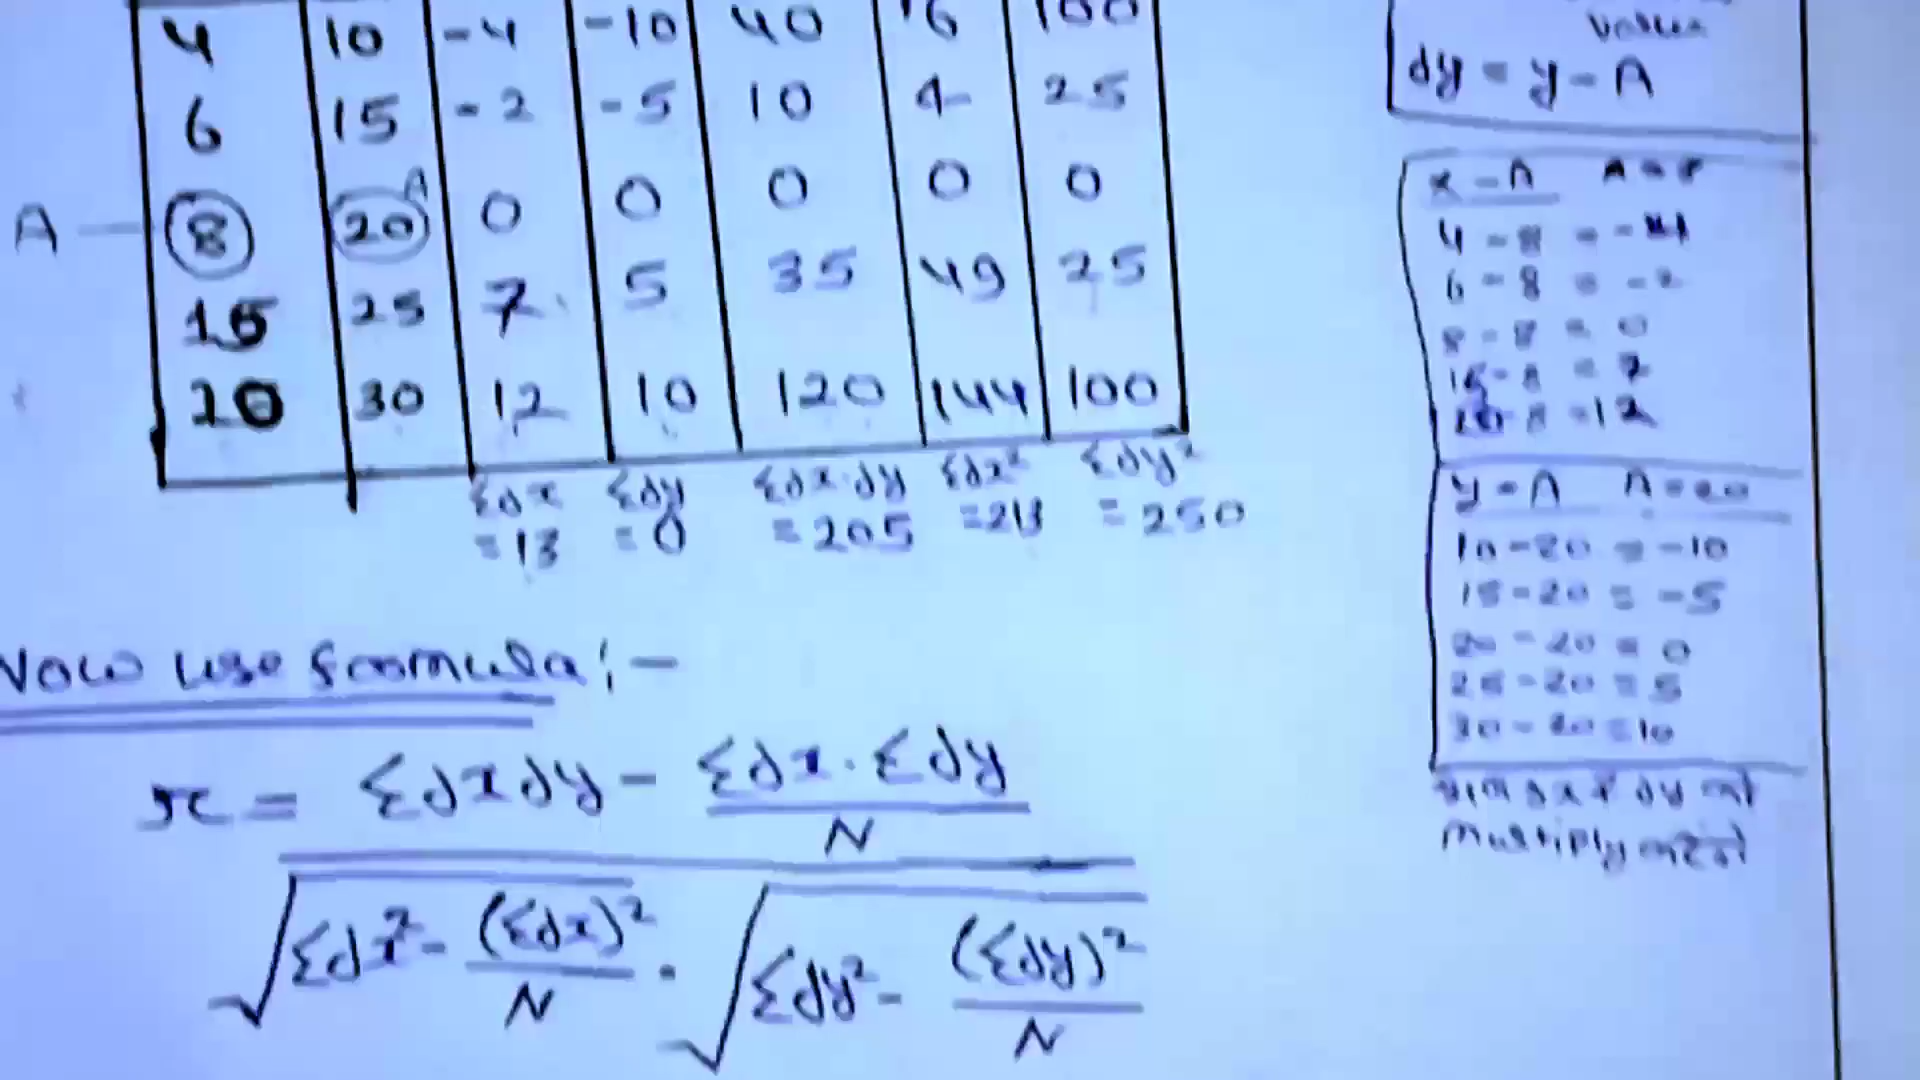 4 10 -4 -10 40 16 100
6 15 -2 -5 10 4 25
A
A — 8 20 0 0 0 0 0
15 25 7 5 35 49 25
20 30 12 10 120 144 100
Σdx Σdy Σdx.dy Σdx² Σdy²
=13 =0 =205 =213 =250
Now use formula:-
r = Σdxdy - Σdx.Σdy
N
√Σdx² - (Σdx)² . √Σdy² - (Σdy)²
N N
dy = y - A
x - A A = 8
4 - 8 = -4
6 - 8 = -2
8 - 8 = 0
15 - 8 = 7
20 - 8 = 12
y - A A = 20
10 - 20 = -10
15 - 20 = -5
20 - 20 = 0
25 - 20 = 5
30 - 20 = 10
dx dy
multiply